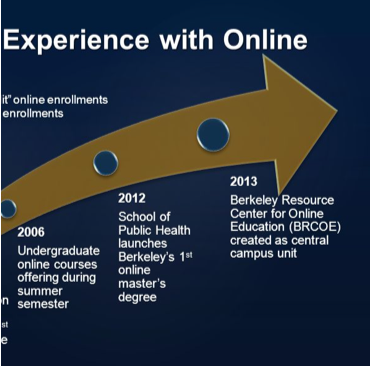 Experience with Online
it" online enrollments
enrollments
2006
Undergraduate
online courses
offering during
summer
semester
2012
School of
Public Health
launches
Berkeley's 1st
online
master's
degree
2013
Berkeley Resource
Center for Online
Education (BRCOE)
created as central
campus unit
n
st
e